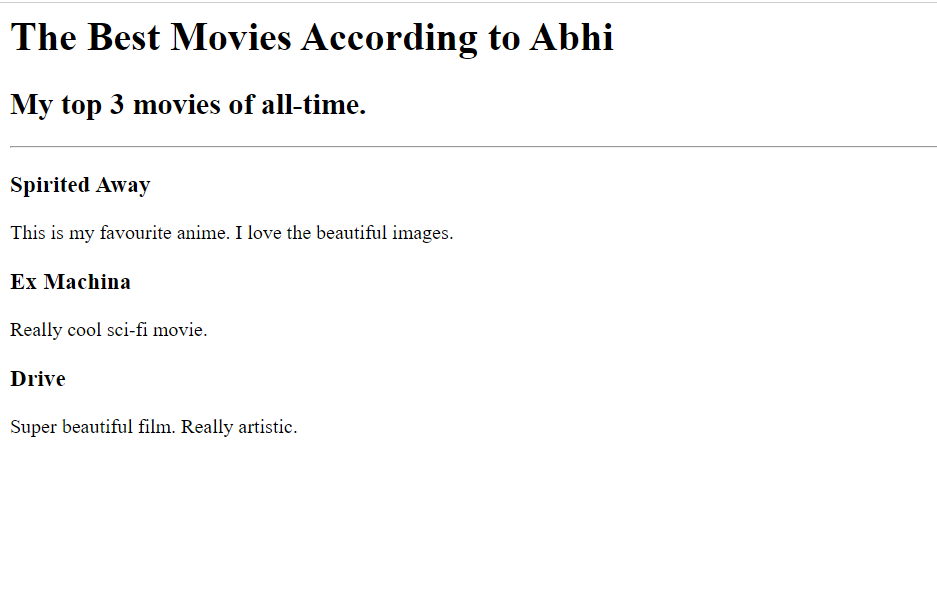 The Best Movies According to Abhi
My top 3 movies of all-time.
Spirited Away
This is my favourite anime. I love the beautiful images.
Ex Machina
Really cool sci-fi movie.
Drive
Super beautiful film. Really artistic.